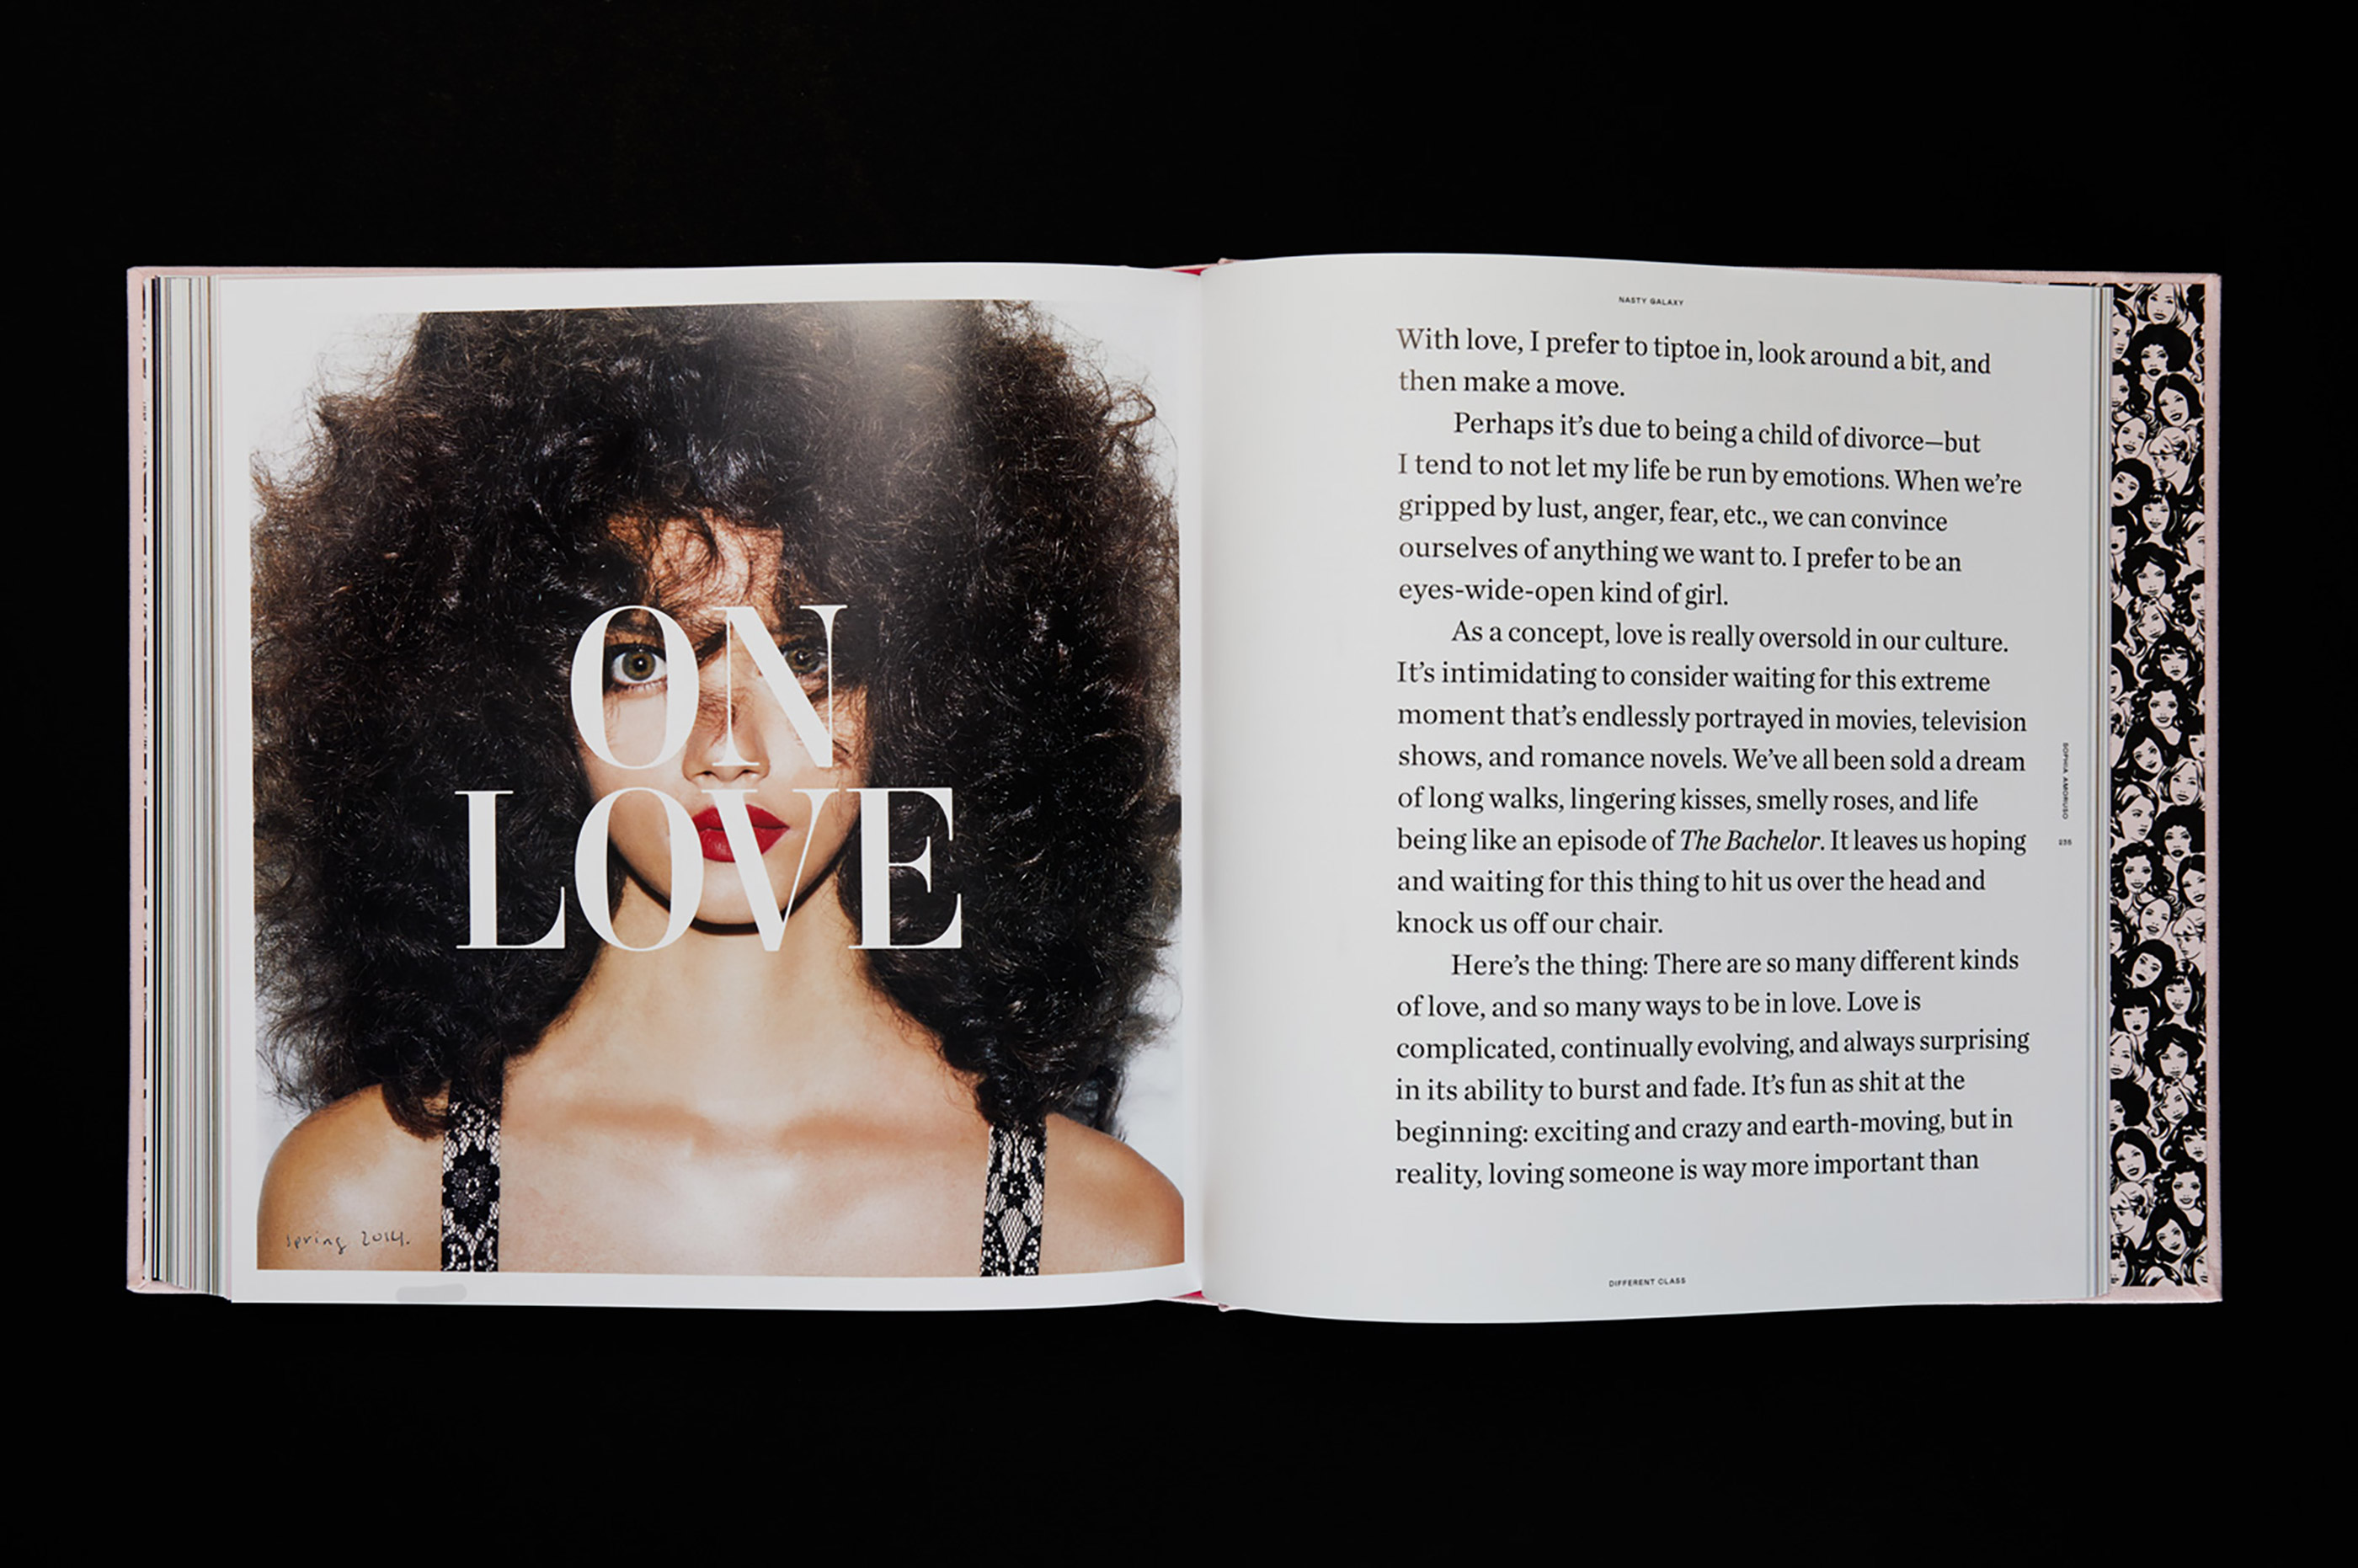 ON
LOVE
spring 2014.
NASTY GALAXY
With love, I prefer to tiptoe in, look around a bit, and
then make a move.
Perhaps it’s due to being a child of divorce—but
I tend to not let my life be run by emotions. When we’re
gripped by lust, anger, fear, etc., we can convince
ourselves of anything we want to. I prefer to be an
eyes-wide-open kind of girl.
As a concept, love is really oversold in our culture.
It’s intimidating to consider waiting for this extreme
moment that’s endlessly portrayed in movies, television
shows, and romance novels. We’ve all been sold a dream
of long walks, lingering kisses, smelly roses, and life
being like an episode of The Bachelor. It leaves us hoping
and waiting for this thing to hit us over the head and
knock us off our chair.
Here’s the thing: There are so many different kinds
of love, and so many ways to be in love. Love is
complicated, continually evolving, and always surprising
in its ability to burst and fade. It’s fun as shit at the
beginning: exciting and crazy and earth-moving, but in
reality, loving someone is way more important than
SOPHIA AMORUSO
DIFFERENT CLASS